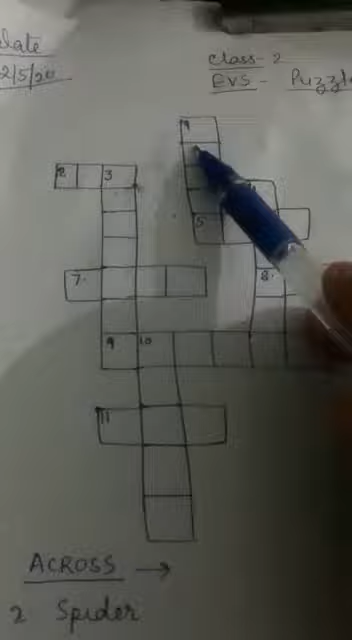 Date
2/5/20
Class- 2
EVS - Puzzle
1
2 3
4
5
7.
8.
9 10
11
ACROSS →
2 Spider